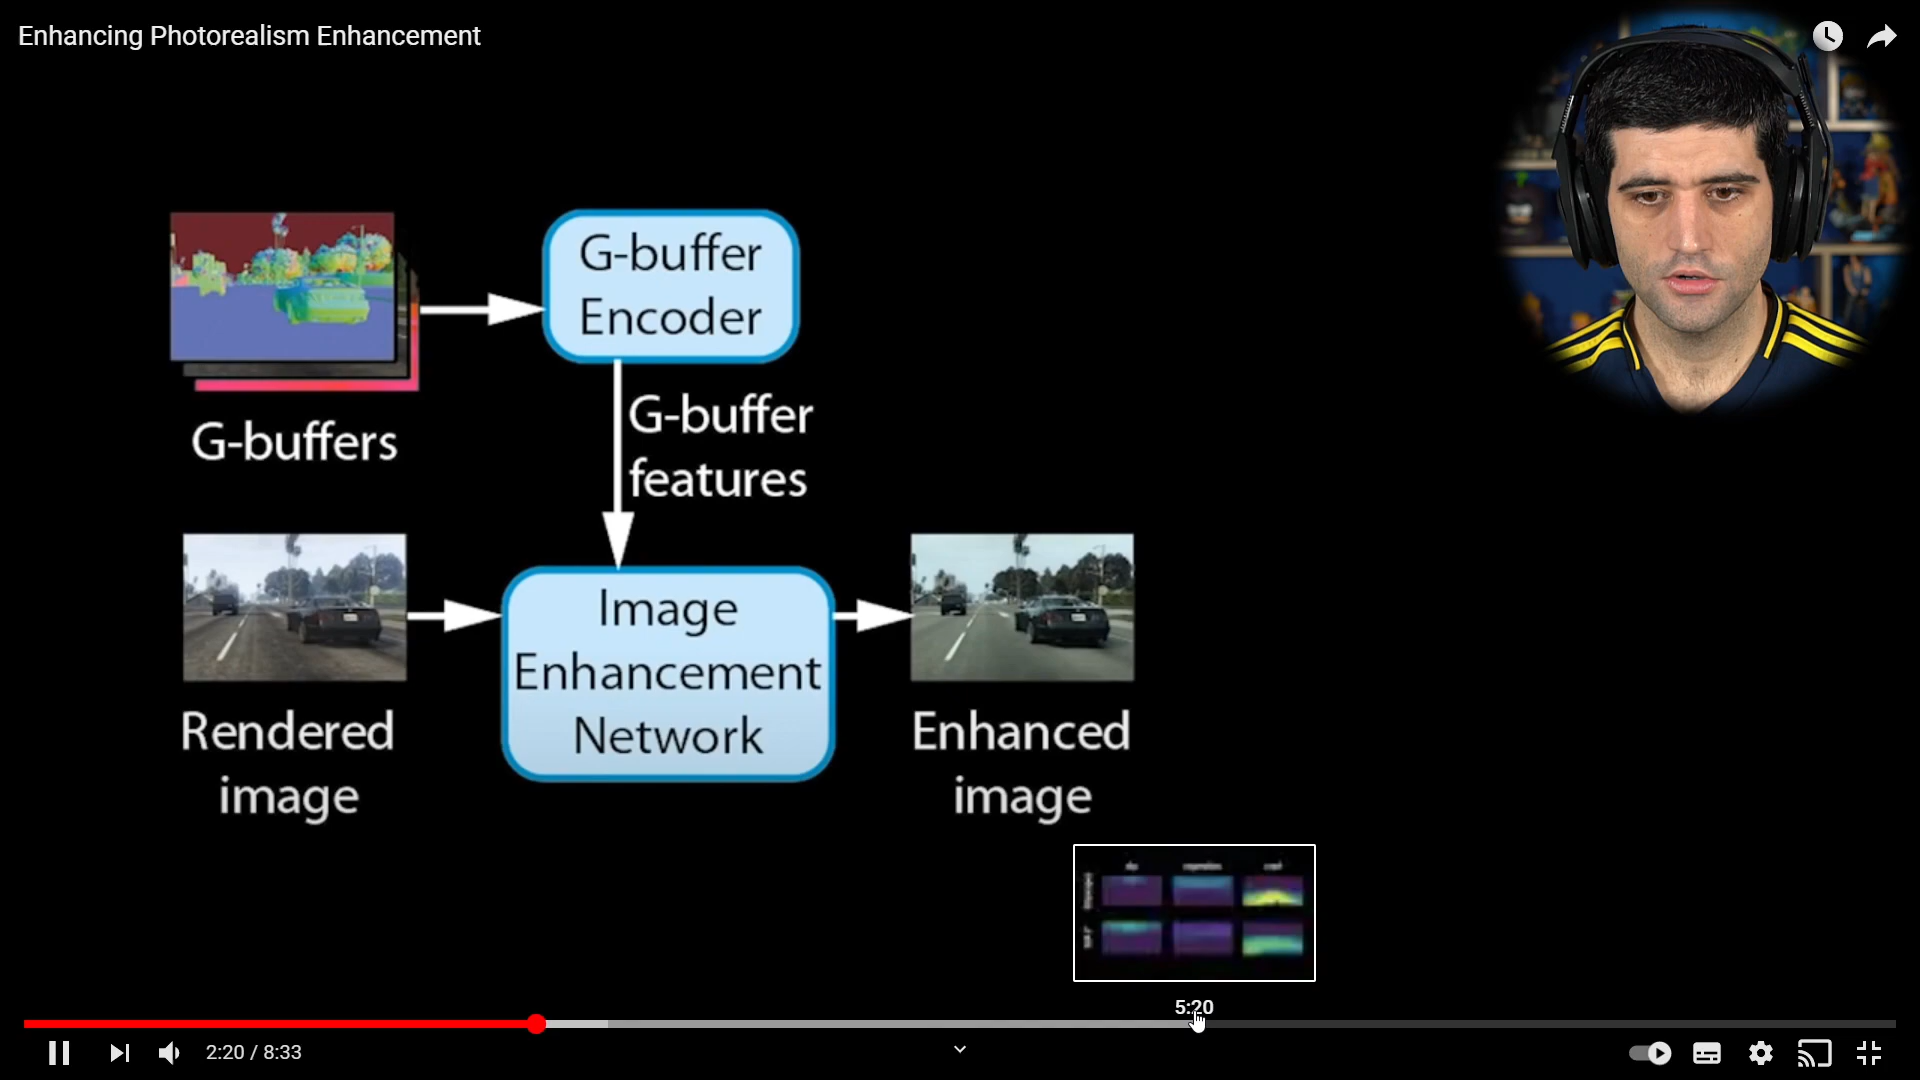 Enhancing Photorealism Enhancement
G-buffer
Encoder
G-buffers
G-buffer
features
Image
Enhancement
Network
Rendered
image
Enhanced
image
5:20
2:20 / 8:33